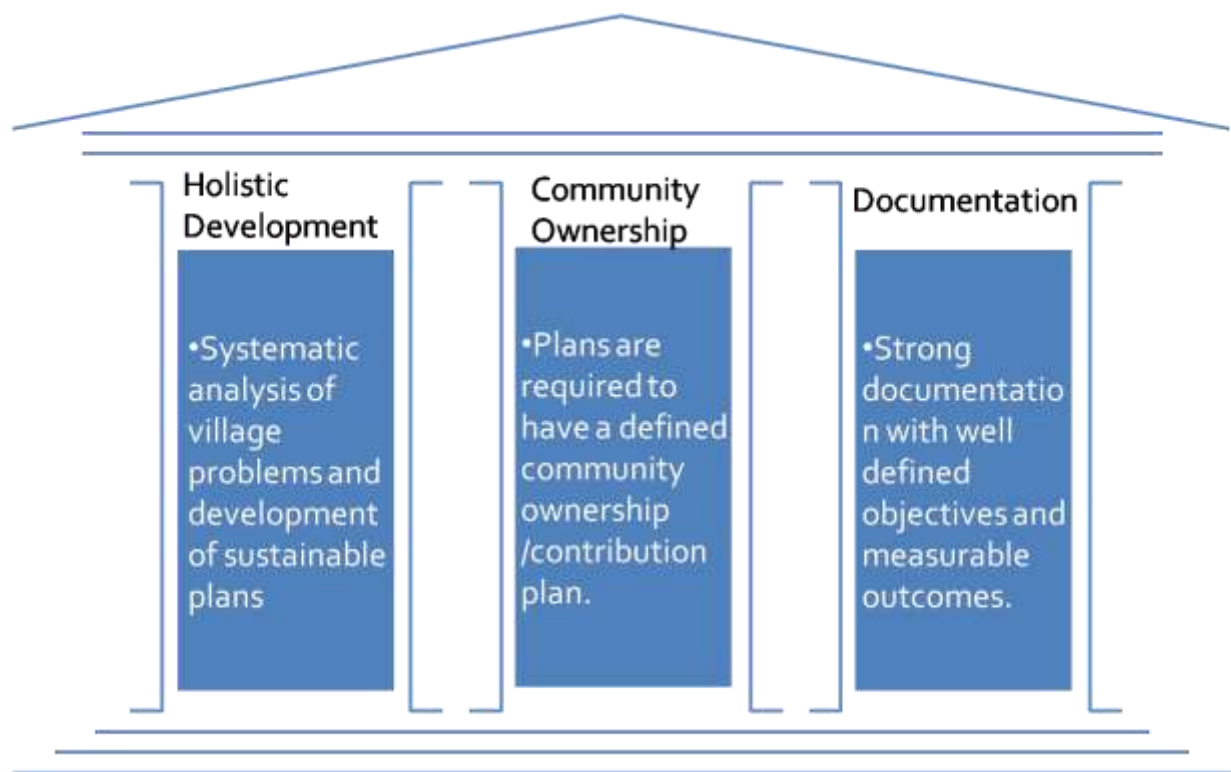 Holistic
Development
•Systematic
analysis of
village
problems and
development
of sustainable
plans
Community
Ownership
•Plans are
required to
have a defined
community
ownership
/contribution
plan.
Documentation
•Strong
documentatio
n with well
defined
objectives and
measurable
outcomes.